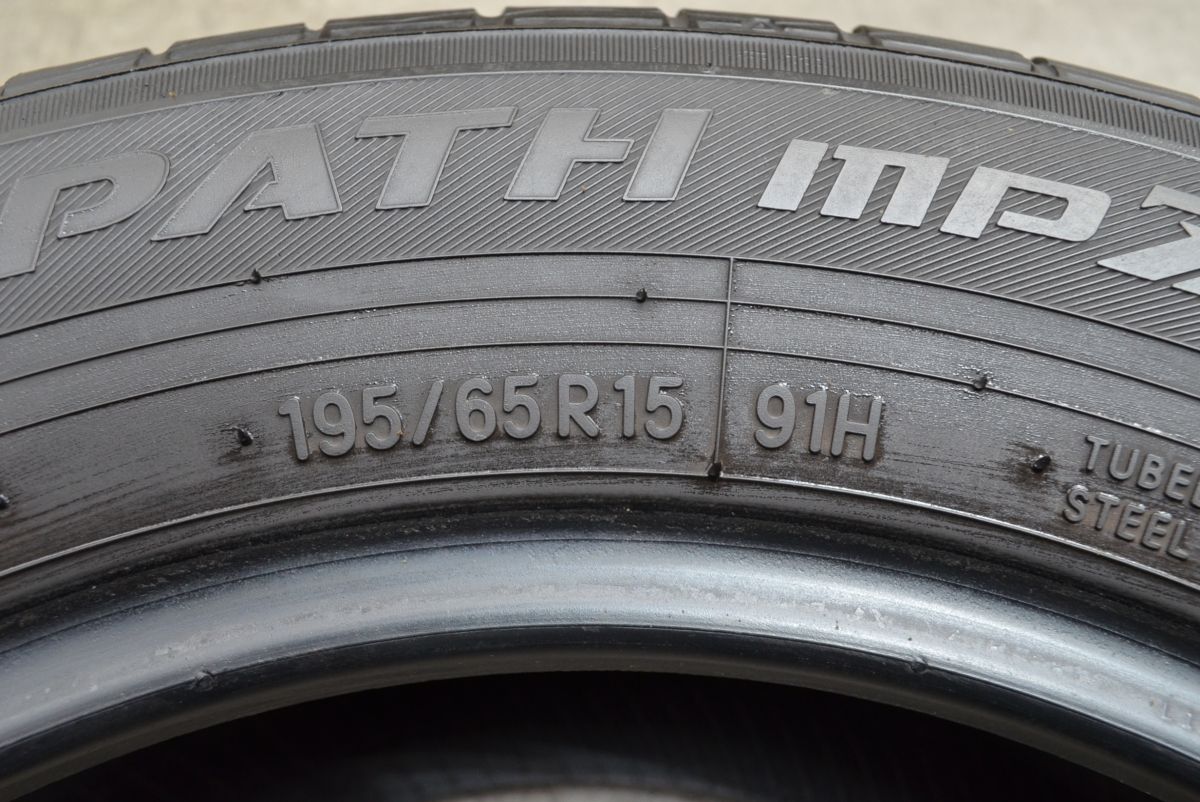 PATH mp7
195/65R15 91H
TUBEL
STEEL